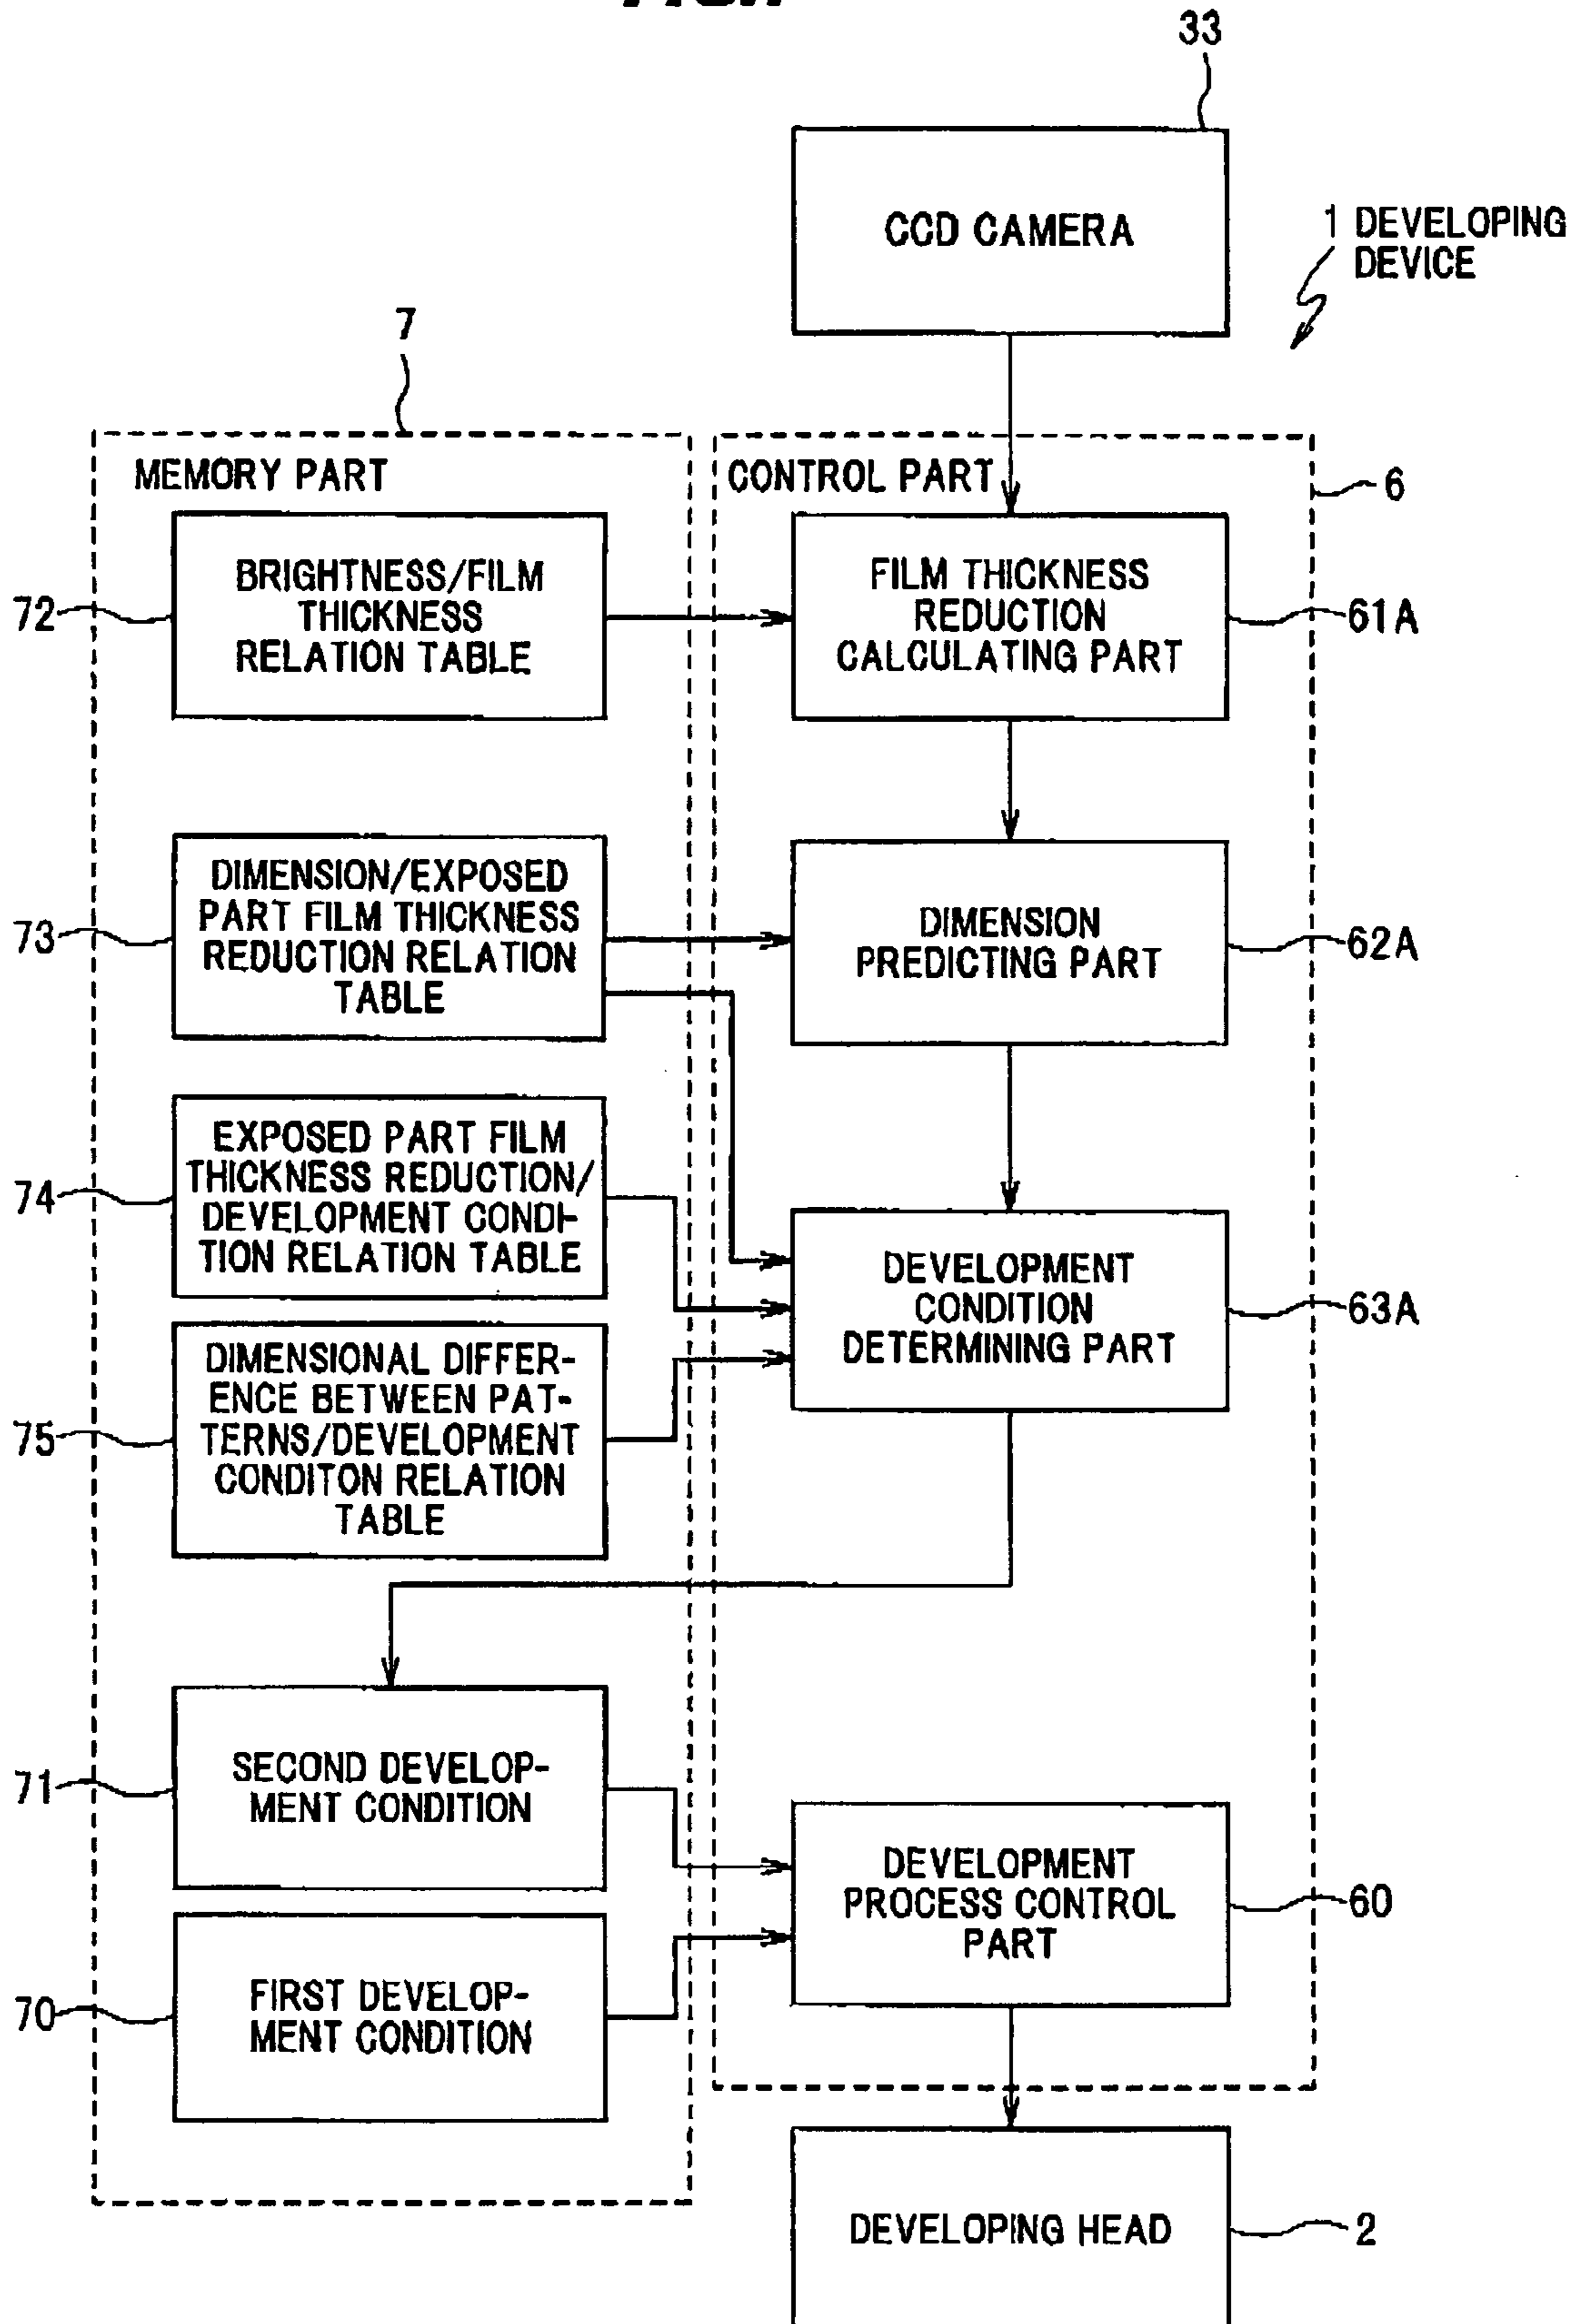 33
CCD CAMERA
1 DEVELOPING
DEVICE
7
MEMORY PART
CONTROL PART
6
72
BRIGHTNESS/FILM
THICKNESS
RELATION TABLE
FILM THICKNESS
REDUCTION
CALCULATING PART
61A
73
DIMENSION/EXPOSED
PART FILM THICKNESS
REDUCTION RELATION
TABLE
DIMENSION
PREDICTING PART
62A
74
EXPOSED PART FILM
THICKNESS REDUCTION/
DEVELOPMENT CONDI-
TION RELATION TABLE
DEVELOPMENT
CONDITION
DETERMINING PART
63A
75
DIMENSIONAL DIFFER-
ENCE BETWEEN PAT-
TERNS/DEVELOPMENT
CONDITON RELATION
TABLE
71
SECOND DEVELOP-
MENT CONDITION
DEVELOPMENT
PROCESS CONTROL
PART
60
70
FIRST DEVELOP-
MENT CONDITION
DEVELOPING HEAD
2